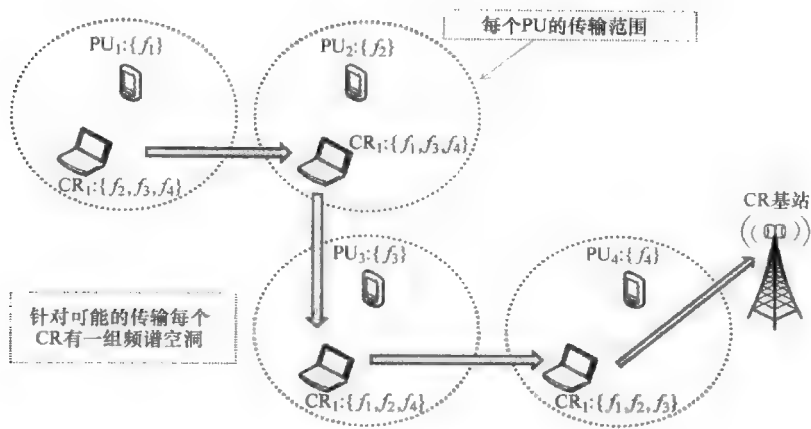 每个PU的传输范围
PU₁:{f₁}
PU₂:{f₂}
CR₁:{f₁,f₃,f₄}
CR₁:{f₂,f₃,f₄}
CR基站
PU₃:{f₃}
PU₄:{f₄}
针对可能的传输每个
CR有一组频谱空洞
CR₁:{f₁,f₂,f₄}
CR₁:{f₁,f₂,f₃}